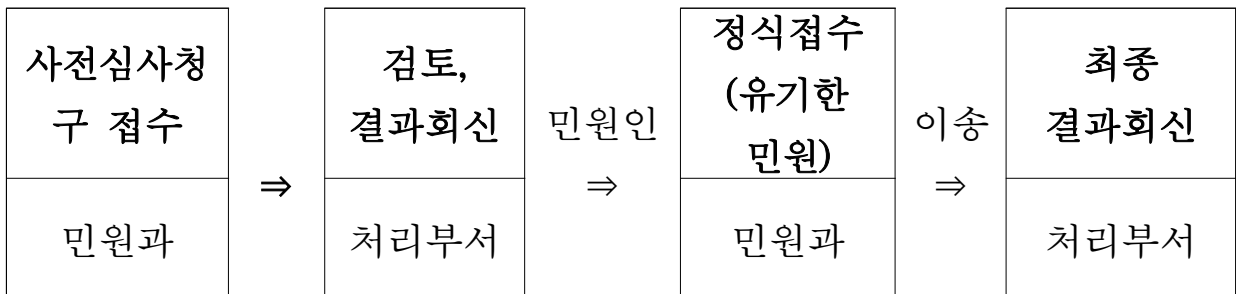 사전심사청
구 접수
민원과
⇒
검토,
결과회신
처리부서
민원인
⇒
정식접수
(유기한
민원)
민원과
이송
⇒
최종
결과회신
처리부서